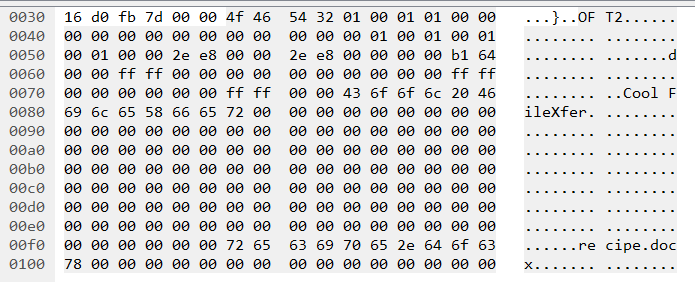 0030 16 d0 fb 7d 00 00 4f 46 54 32 01 00 01 01 00 00 ...}..OF T2......
0040 00 00 00 00 00 00 00 00 00 00 00 01 00 01 00 01 ........ ........
0050 00 01 00 00 2e e8 00 00 2e e8 00 00 00 00 b1 64 ........ .......d
0060 00 00 ff ff 00 00 00 00 00 00 00 00 00 00 ff ff ........ ........
0070 00 00 00 00 00 00 ff ff 00 00 43 6f 6f 6c 20 46 ........ ..Cool F
0080 69 6c 65 58 66 65 72 00 00 00 00 00 00 00 00 00 ileXfer. ........
0090 00 00 00 00 00 00 00 00 00 00 00 00 00 00 00 00 ........ ........
00a0 00 00 00 00 00 00 00 00 00 00 00 00 00 00 00 00 ........ ........
00b0 00 00 00 00 00 00 00 00 00 00 00 00 00 00 00 00 ........ ........
00c0 00 00 00 00 00 00 00 00 00 00 00 00 00 00 00 00 ........ ........
00d0 00 00 00 00 00 00 00 00 00 00 00 00 00 00 00 00 ........ ........
00e0 00 00 00 00 00 00 00 00 00 00 00 00 00 00 00 00 ........ ........
00f0 00 00 00 00 00 00 72 65 63 69 70 65 2e 64 6f 63 ......re cipe.doc
0100 78 00 00 00 00 00 00 00 00 00 00 00 00 00 00 00 x....... ........